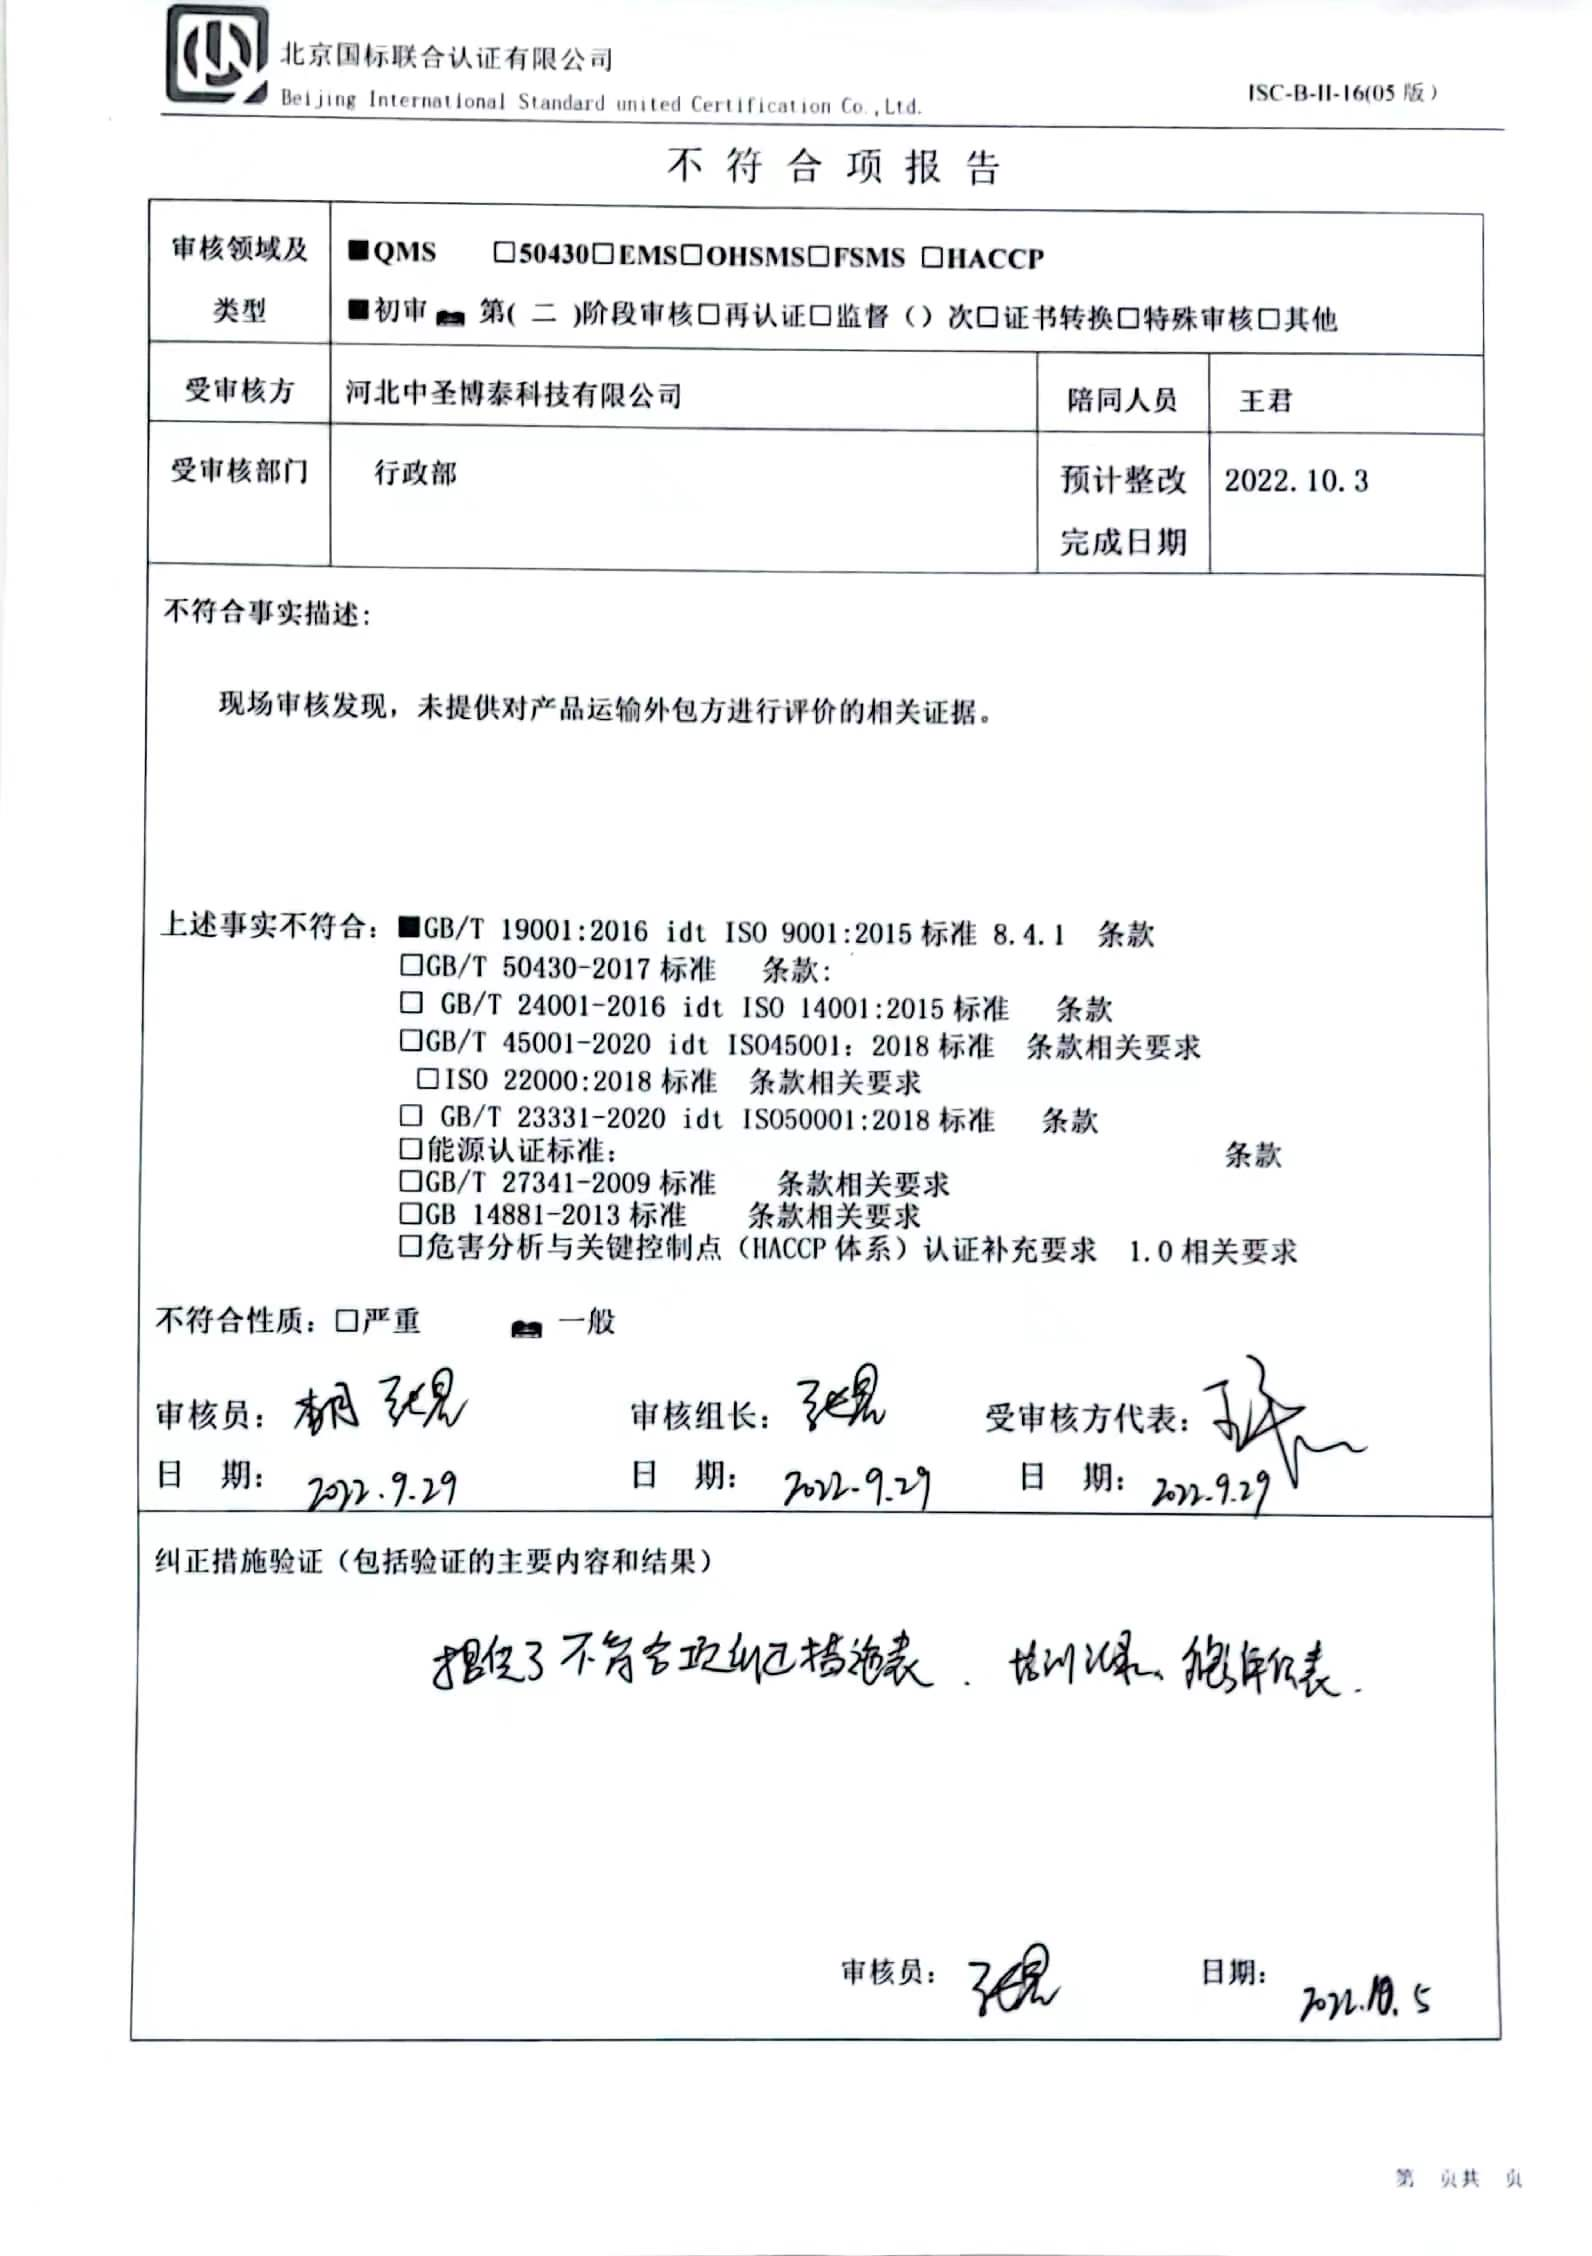 北京国标联合认证有限公司
Beijing International Standard united Certification Co.,Ltd.
ISC-B-II-16(05 版)
不符合项报告
审核领域及类型
■QMS □50430□EMS□OHSMS□FSMS □HACCP
■初审 第( 二 )阶段审核□再认证□监督（）次□证书转换□特殊审核□其他
受审核方 河北中圣博泰科技有限公司 陪同人员 王君
受审核部门 行政部 预计整改完成日期 2022.10.3
不符合事实描述:
现场审核发现，未提供对产品运输外包方进行评价的相关证据。
上述事实不符合：■GB/T 19001:2016 idt ISO 9001:2015 标准 8.4.1 条款
□GB/T 50430-2017 标准 条款:
□ GB/T 24001-2016 idt ISO 14001:2015 标准 条款
□GB/T 45001-2020 idt ISO45001：2018 标准 条款相关要求
□ISO 22000:2018 标准 条款相关要求
□ GB/T 23331-2020 idt ISO50001:2018 标准 条款
□能源认证标准： 条款
□GB/T 27341-2009 标准 条款相关要求
□GB 14881-2013 标准 条款相关要求
□危害分析与关键控制点（HACCP 体系）认证补充要求 1.0 相关要求
不符合性质：□严重 一般
审核员： 审核组长： 受审核方代表：
日 期： 2022.9.29 日 期： 2022.9.29 日 期： 2022.9.29
纠正措施验证（包括验证的主要内容和结果）
提供了不符合项纠正措施表. 培训记录、
审核员： 日期： 2022.10.5
第 页共 页